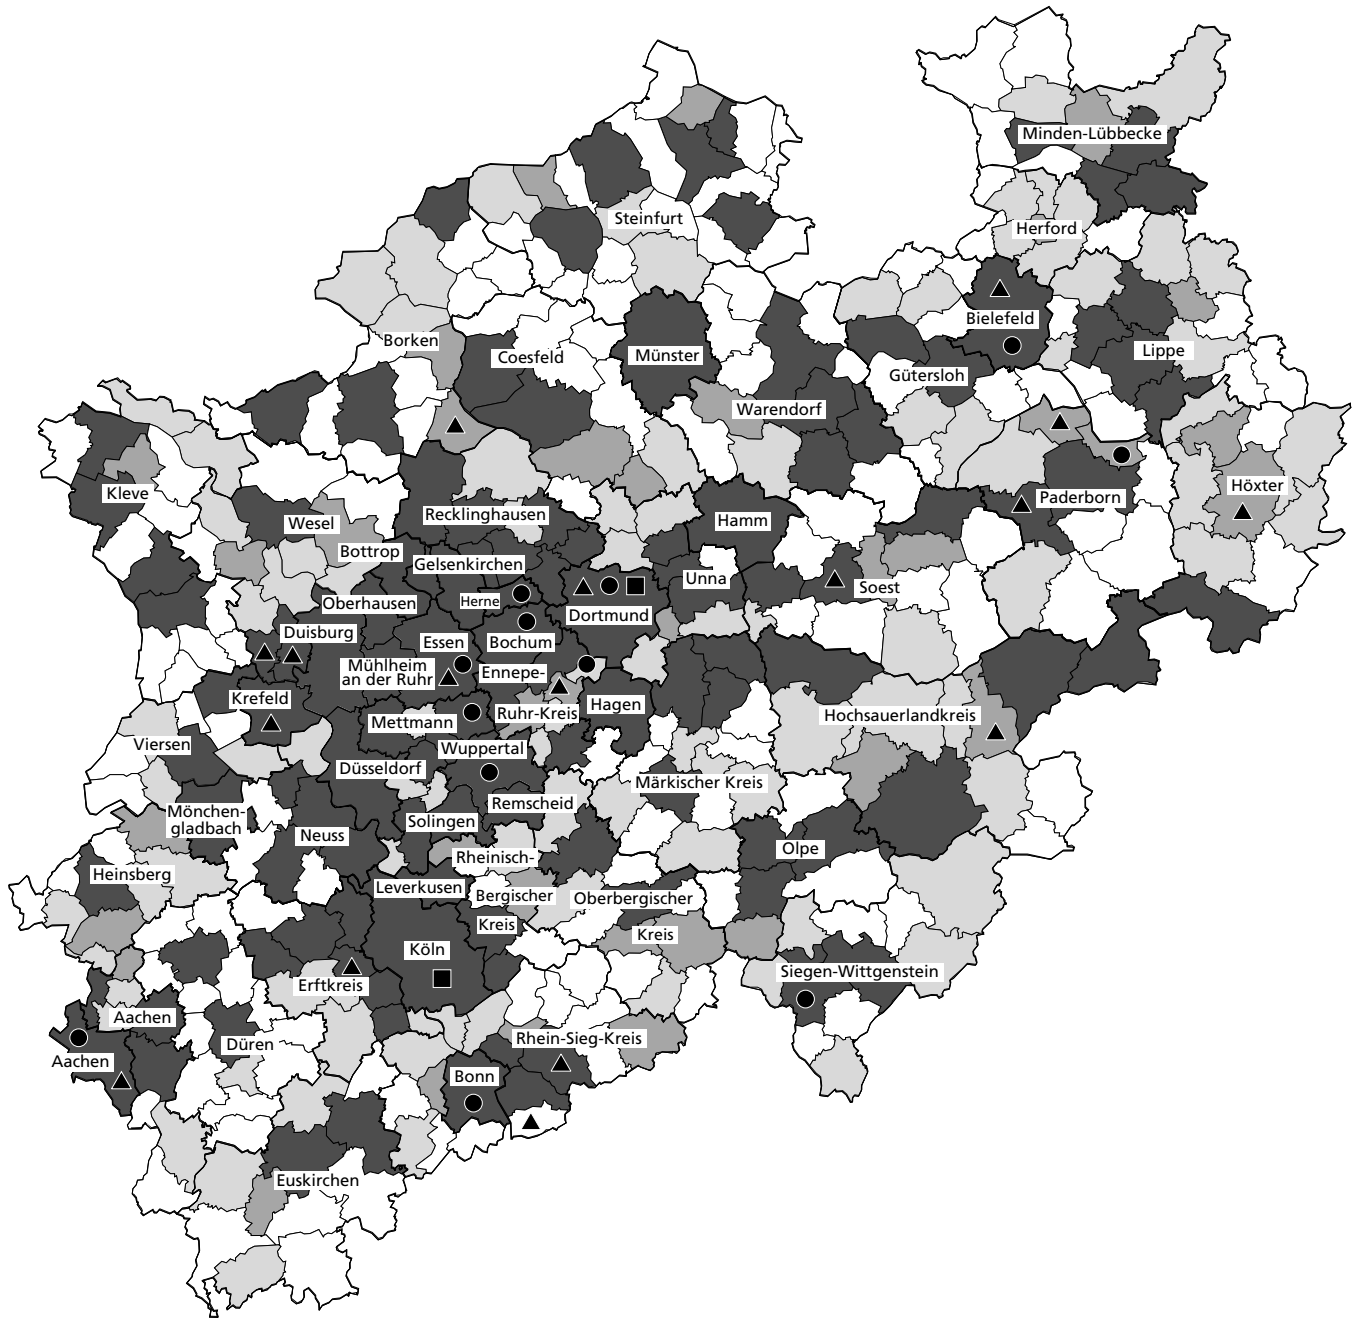 Minden-Lübbecke
Steinfurt
Herford
Bielefeld
Borken
Coesfeld
Münster
Lippe
Gütersloh
Warendorf
Kleve
Höxter
Paderborn
Wesel
Recklinghausen
Hamm
Bottrop
Gelsenkirchen
Unna
Soest
Oberhausen
Herne
Dortmund
Duisburg
Essen
Bochum
Mühlheim
an der Ruhr
Ennepe-
Ruhr-Kreis
Krefeld
Hagen
Mettmann
Hochsauerlandkreis
Viersen
Wuppertal
Düsseldorf
Märkischer Kreis
Remscheid
Mönchen-
gladbach
Solingen
Neuss
Olpe
Rheinisch-
Bergischer
Kreis
Heinsberg
Leverkusen
Oberbergischer
Kreis
Köln
Siegen-Wittgenstein
Erftkreis
Aachen
Düren
Rhein-Sieg-Kreis
Aachen
Bonn
Euskirchen